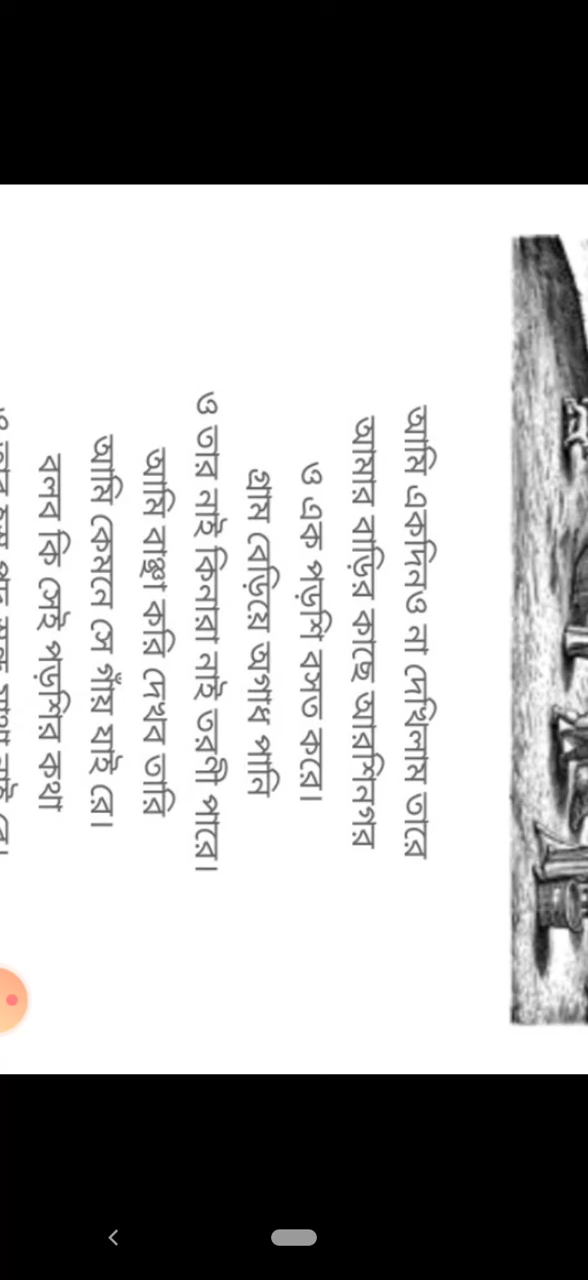 আমি একদিনও না দেখিলাম তারে
আমার বাড়ির কাছে আরশিনগর
ও এক পড়শি বসত করে।
গ্রাম বেড়িয়ে অগাধ পানি
ও তার নাই কিনারা নাই তরণী পারে।
আমি বাঞ্ছা করি দেখব তারি
আমি কেমনে সে গাঁয় যাই রে।
বলব কি সেই পড়শির কথা